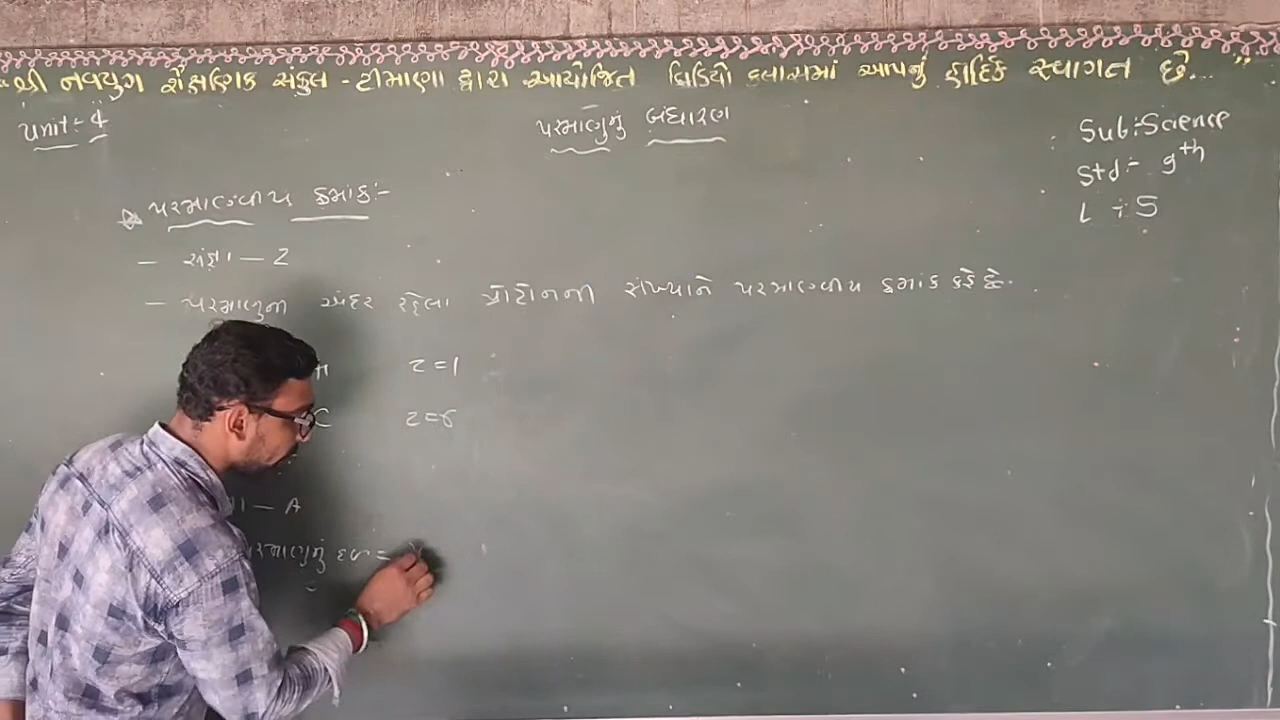 "શ્રી નવયુગ શૈક્ષણિક સંકુલ - ટીમાણા દ્વારા આયોજિત વિડિયો ક્લાસમાં આપનું હાર્દિક સ્વાગત છે..."
Unit:- 4
પરમાણુનું બંધારણ
Sub:- Science
Std:- 9th
L :- 5
પરમાણ્વીય ક્રમાંક:-
— સંજ્ઞા — Z
— પરમાણુના અંદર રહેલા પ્રોટોનની સંખ્યાને પરમાણ્વીય ક્રમાંક કહે છે.
H Z=1
C Z=6
— A
પરમાણુનું દળ =